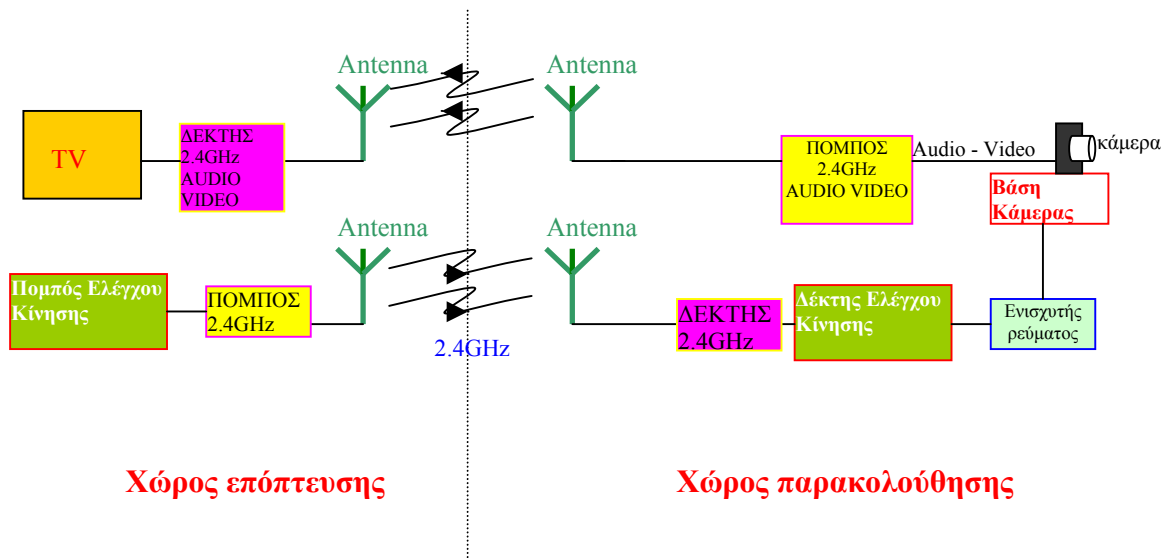 Antenna
Antenna
TV
ΔΕΚΤΗΣ
2.4GHz
AUDIO
VIDEO
ΠΟΜΠΟΣ
2.4GHz
AUDIO VIDEO
Audio - Video
κάμερα
Βάση
Κάμερας
Antenna
Antenna
Πομπός Ελέγχου
Κίνησης
ΠΟΜΠΟΣ
2.4GHz
2.4GHz
ΔΕΚΤΗΣ
2.4GHz
Δέκτης Ελέγχου
Κίνησης
Ενισχυτής
ρεύματος
Χώρος επόπτευσης
Χώρος παρακολούθησης